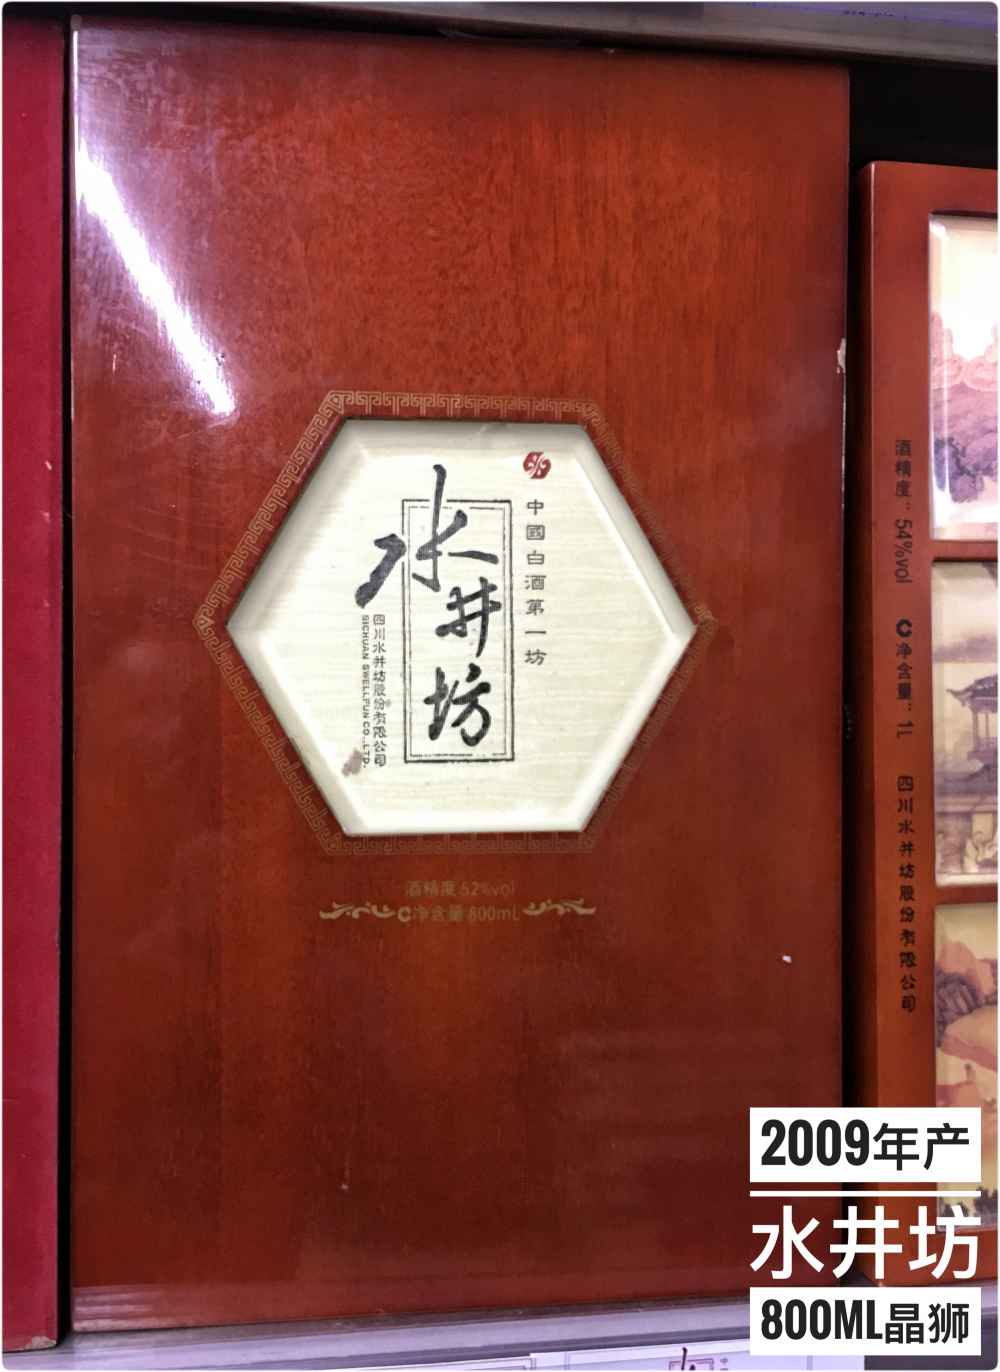 中國白酒第一坊
水井坊
四川水井坊股份有限公司
SICHUAN SWELLFUN CO.,LTD.
酒精度 52%vol
C净含量 800mL
酒精度：54%vol C净含量：1L 四川水井坊股份有限公司
2009年产
水井坊
800ML晶狮